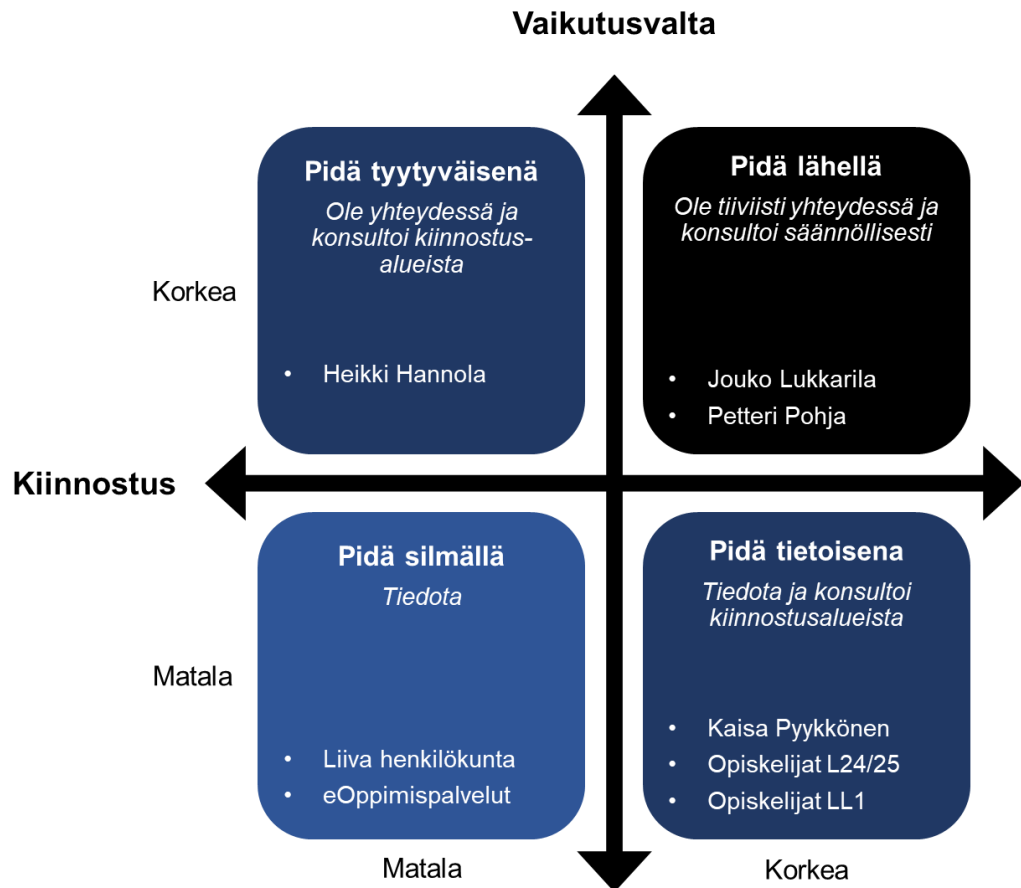 Vaikutusvalta
Pidä tyytyväisenä
Ole yhteydessä ja
konsultoi kiinnostus-
alueista
• Heikki Hannola
Pidä lähellä
Ole tiiviisti yhteydessä ja
konsultoi säännöllisesti
• Jouko Lukkarila
• Petteri Pohja
Korkea
Kiinnostus
Pidä silmällä
Tiedota
• Liiva henkilökunta
• eOppimispalvelut
Pidä tietoisena
Tiedota ja konsultoi
kiinnostusalueista
• Kaisa Pyykkönen
• Opiskelijat L24/25
• Opiskelijat LL1
Matala
Matala
Korkea